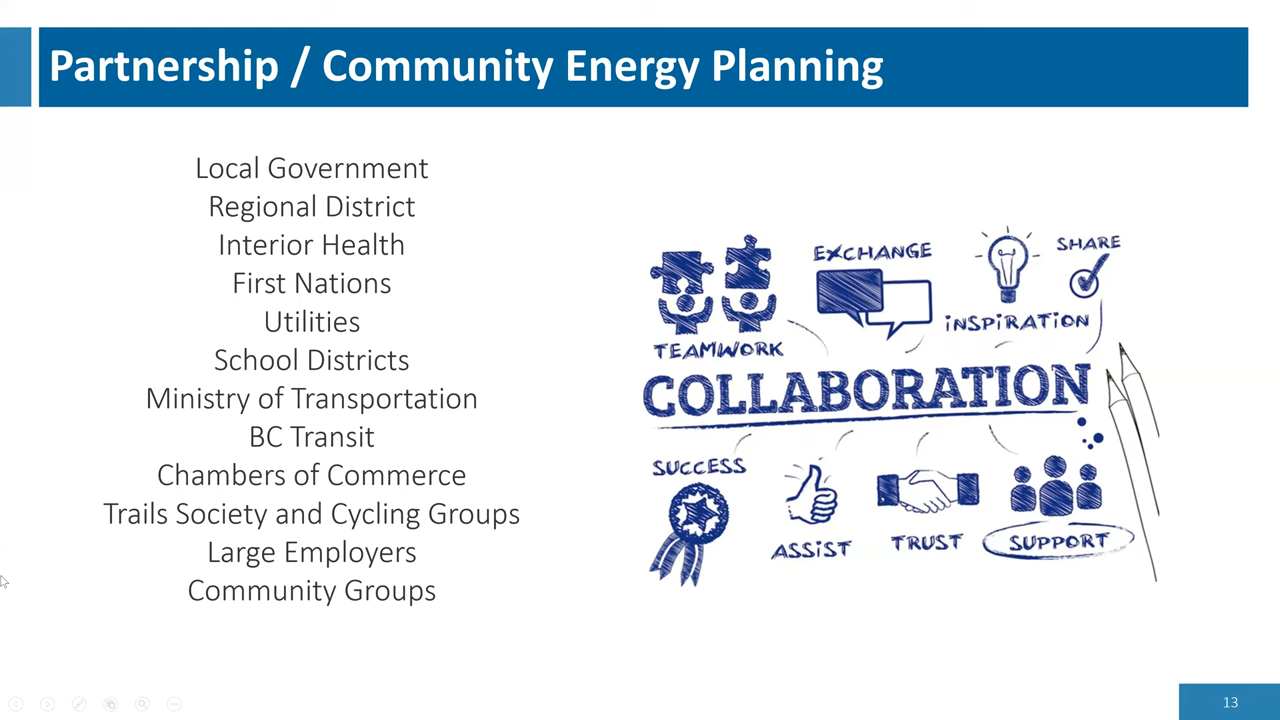 Partnership / Community Energy Planning
Local Government
Regional District
Interior Health
First Nations
Utilities
School Districts
Ministry of Transportation
BC Transit
Chambers of Commerce
Trails Society and Cycling Groups
Large Employers
Community Groups
TEAMWORK
EXCHANGE
INSPIRATION
SHARE
COLLABORATION
SUCCESS
ASSIST
TRUST
SUPPORT
13